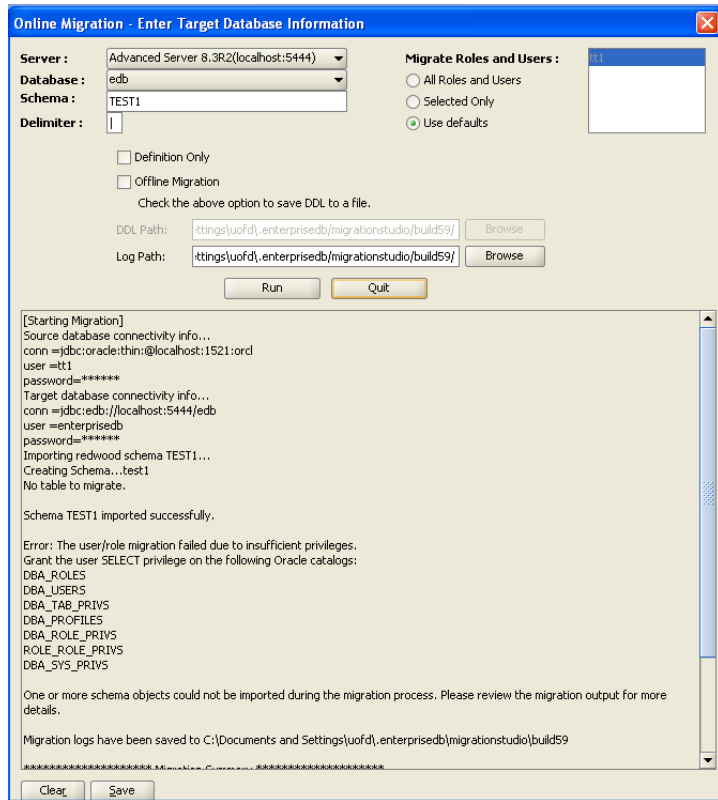 Online Migration - Enter Target Database Information
Server :
Advanced Server 8.3R2(localhost:5444)
Database :
edb
Schema :
TEST1
Delimiter :
|
Migrate Roles and Users :
All Roles and Users
Selected Only
Use defaults
tt1
Definition Only
Offline Migration
Check the above option to save DDL to a file.
DDL Path:
:ttings\uofd\.enterprisedb/migrationstudio/build59/
Browse
Log Path:
:ttings\uofd\.enterprisedb/migrationstudio/build59/
Browse
Run
Quit
[Starting Migration]
Source database connectivity info...
conn =jdbc:oracle:thin:@localhost:1521:orcl
user =tt1
password=******
Target database connectivity info...
conn =jdbc:edb://localhost:5444/edb
user =enterprisedb
password=******
Importing redwood schema TEST1...
Creating Schema...test1
No table to migrate.
Schema TEST1 imported successfully.
Error: The user/role migration failed due to insufficient privileges.
Grant the user SELECT privilege on the following Oracle catalogs:
DBA_ROLES
DBA_USERS
DBA_TAB_PRIVS
DBA_PROFILES
DBA_ROLE_PRIVS
ROLE_ROLE_PRIVS
DBA_SYS_PRIVS
One or more schema objects could not be imported during the migration process. Please review the migration output for more
details.
Migration logs have been saved to C:\Documents and Settings\uofd\.enterprisedb\migrationstudio\build59
******************** Migration Summary ********************
Clear
Save